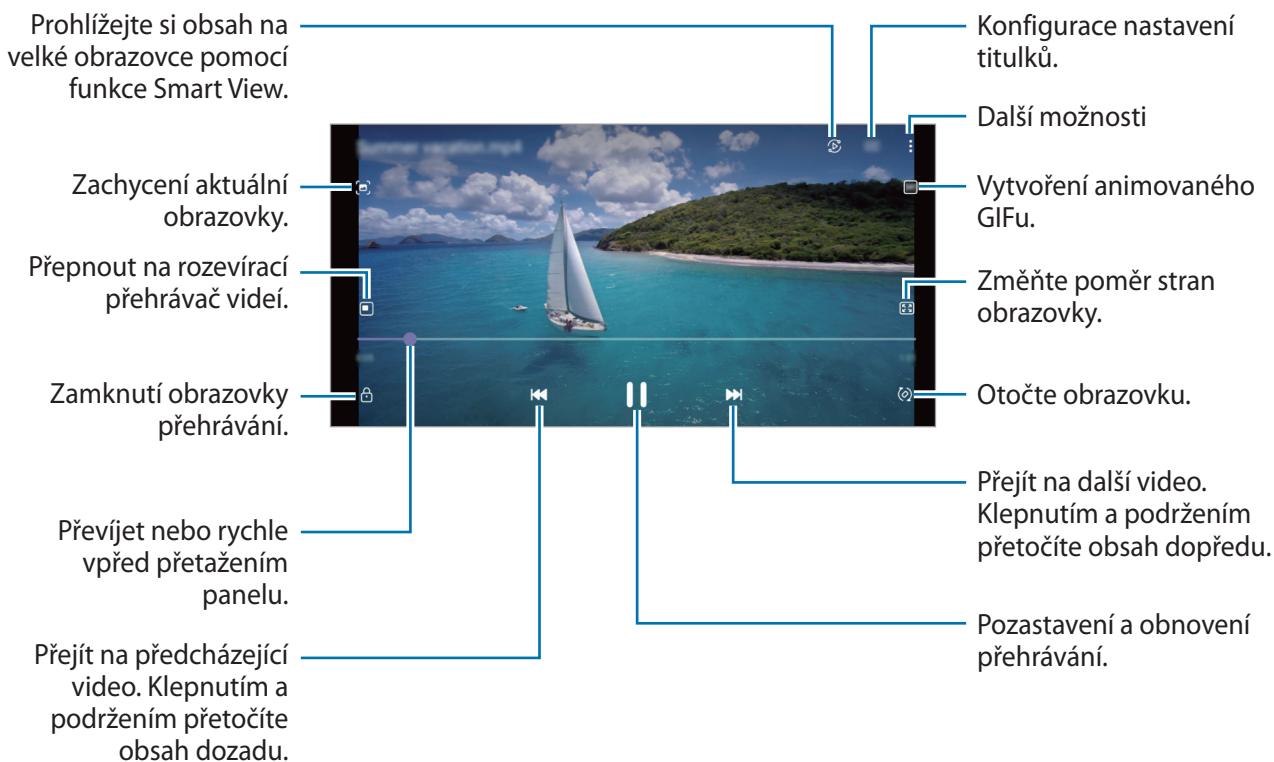 Prohlížejte si obsah na
velké obrazovce pomocí
funkce Smart View.
Konfigurace nastavení
titulků.
Další možnosti
Zachycení aktuální
obrazovky.
Vytvoření animovaného
GIFu.
Přepnout na rozevírací
přehrávač videí.
Změňte poměr stran
obrazovky.
Zamknutí obrazovky
přehrávání.
Otočte obrazovku.
Přejít na další video.
Klepnutím a podržením
přetočíte obsah dopředu.
Převíjet nebo rychle
vpřed přetažením
panelu.
Pozastavení a obnovení
přehrávání.
Přejít na předcházející
video. Klepnutím a
podržením přetočíte
obsah dozadu.